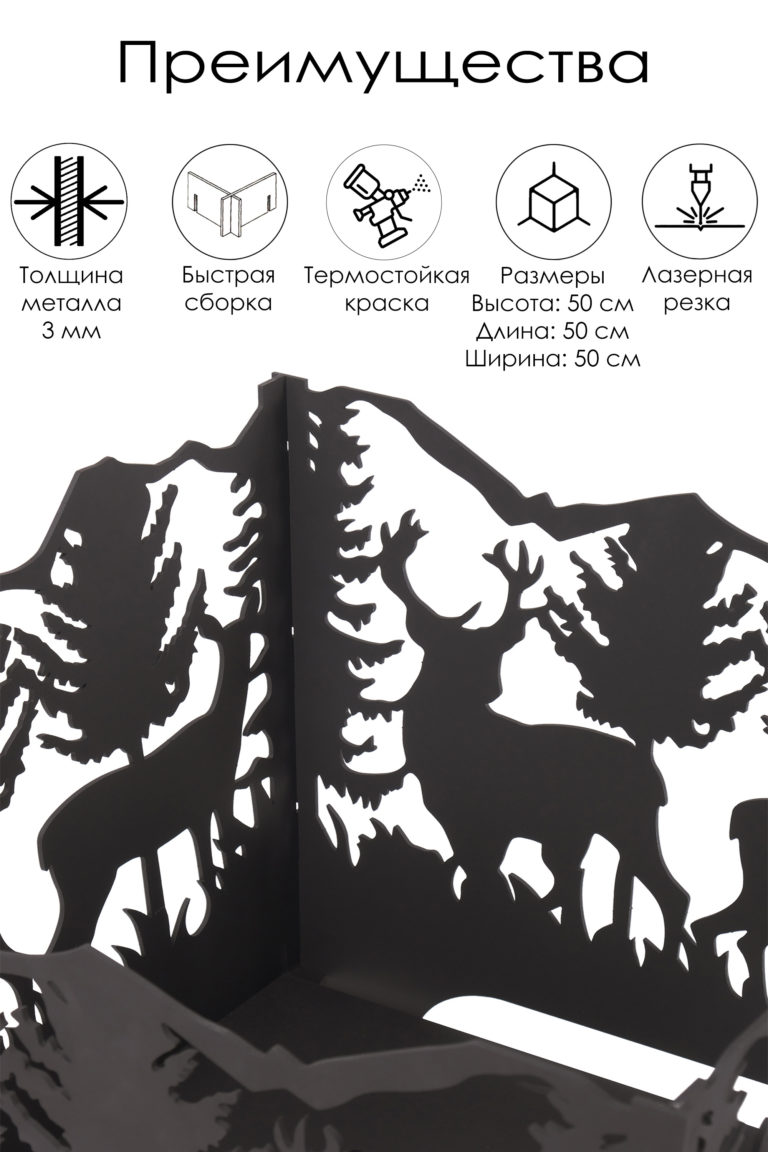 Преимущества
Толщина
металла
3 мм
Быстрая
сборка
Термостойкая
краска
Размеры
Высота: 50 см
Длина: 50 см
Ширина: 50 см
Лазерная
резка